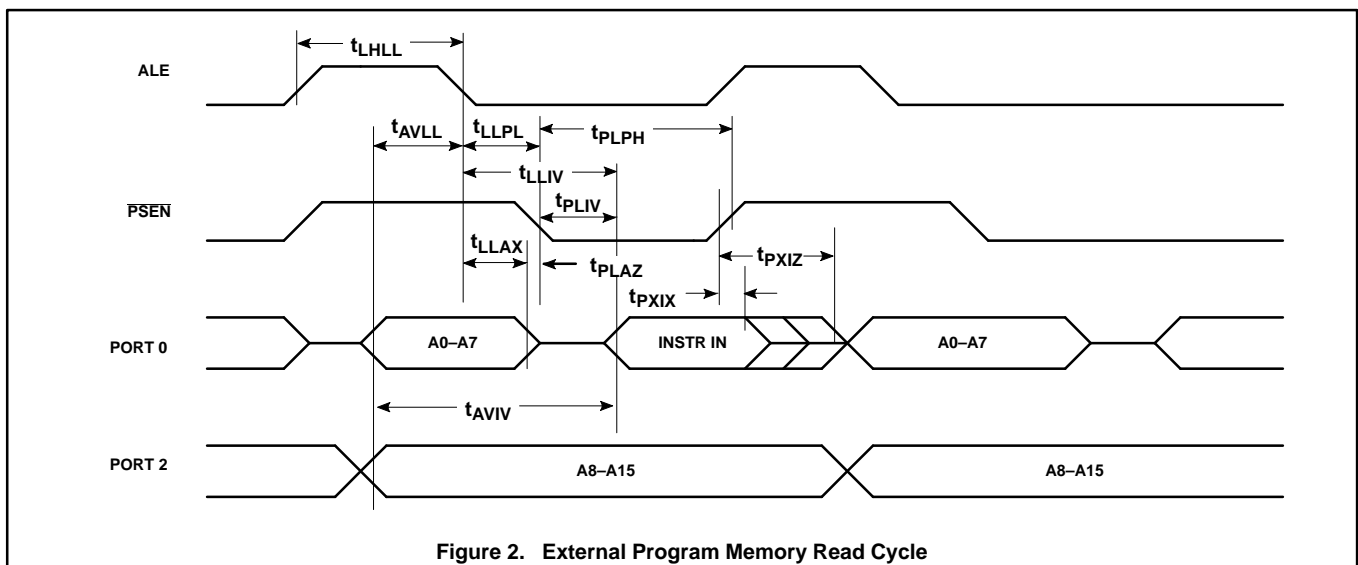 tLHLL
ALE
tAVLL tLLPL tPLPH
tLLIV
PSEN
tPLIV
tLLAX
tPLAZ
tPXIZ
tPXIX
PORT 0 A0–A7 INSTR IN A0–A7
tAVIV
PORT 2 A8–A15 A8–A15
Figure 2. External Program Memory Read Cycle